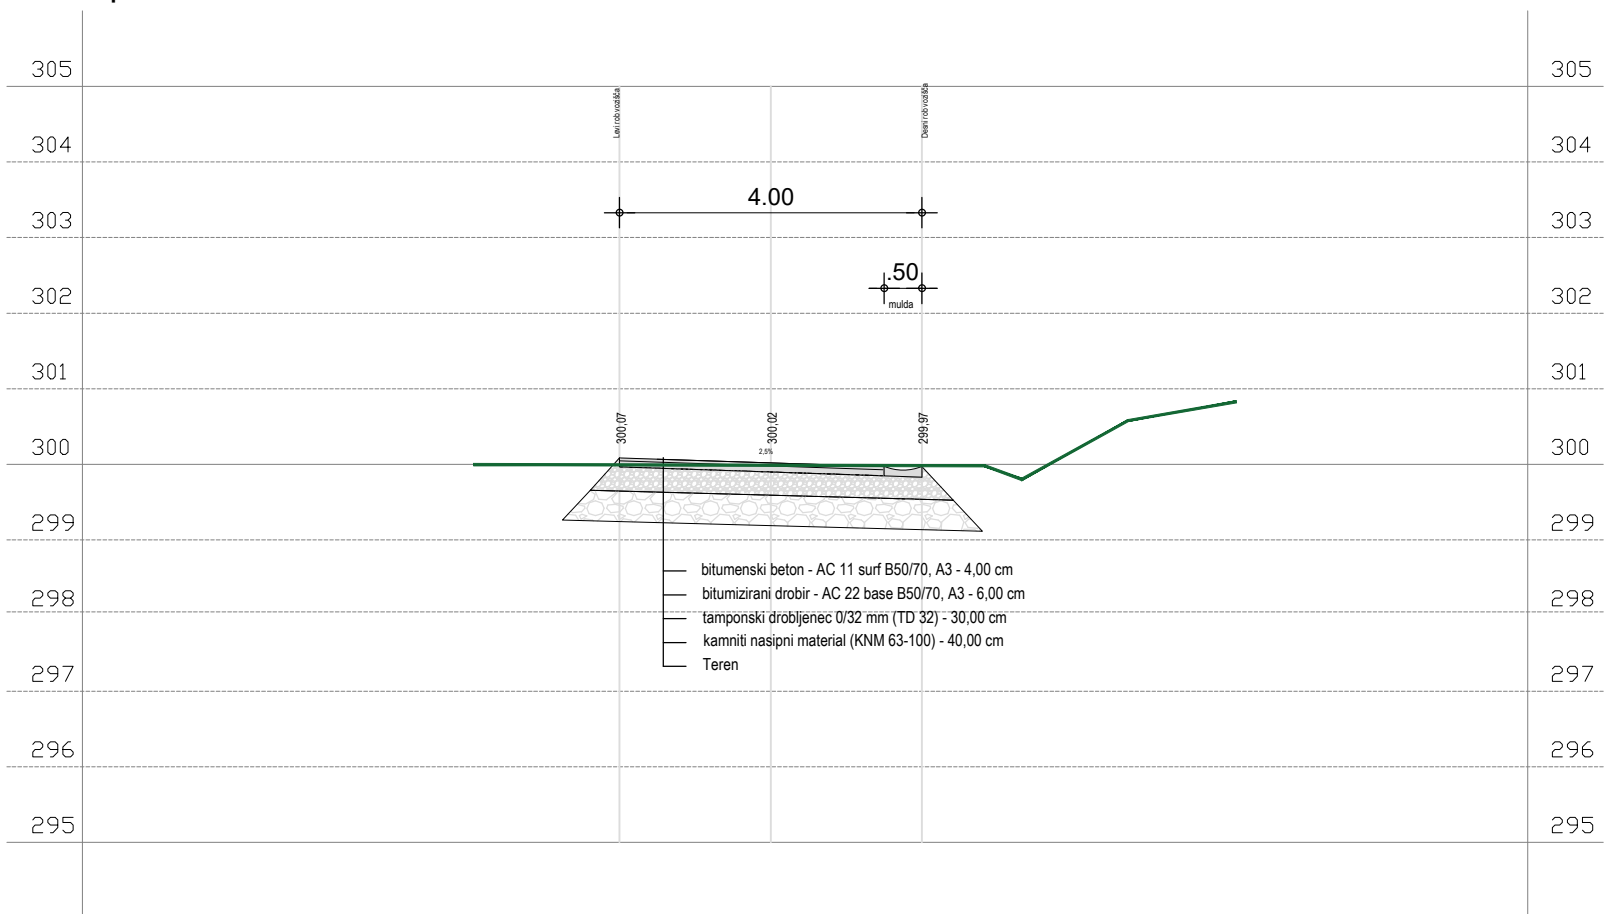 305 305
Levi rob vozišča
Desni rob vozišča
304 304
4.00
303 303
.50
302 mulda 302
301 301
300,07
300,02
299,97
300 2,5% 300
299 299
bitumenski beton - AC 11 surf B50/70, A3 - 4,00 cm
298 bitumizirani drobir - AC 22 base B50/70, A3 - 6,00 cm 298
tamponski drobljenec 0/32 mm (TD 32) - 30,00 cm
kamniti nasipni material (KNM 63-100) - 40,00 cm
297 Teren 297
296 296
295 295